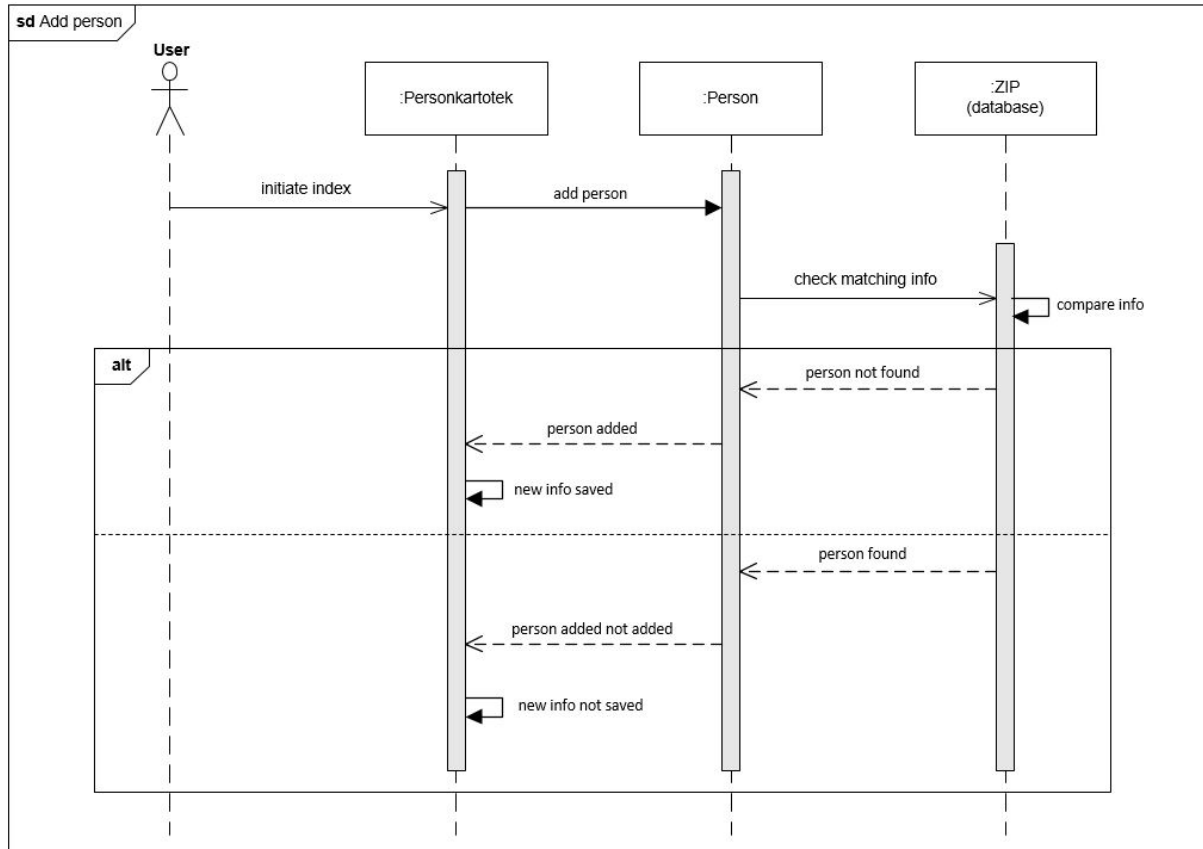 sd Add person
User
:Personkartotek
:Person
:ZIP
(database)
initiate index
add person
check matching info
compare info
alt
person not found
person added
new info saved
person found
person added not added
new info not saved